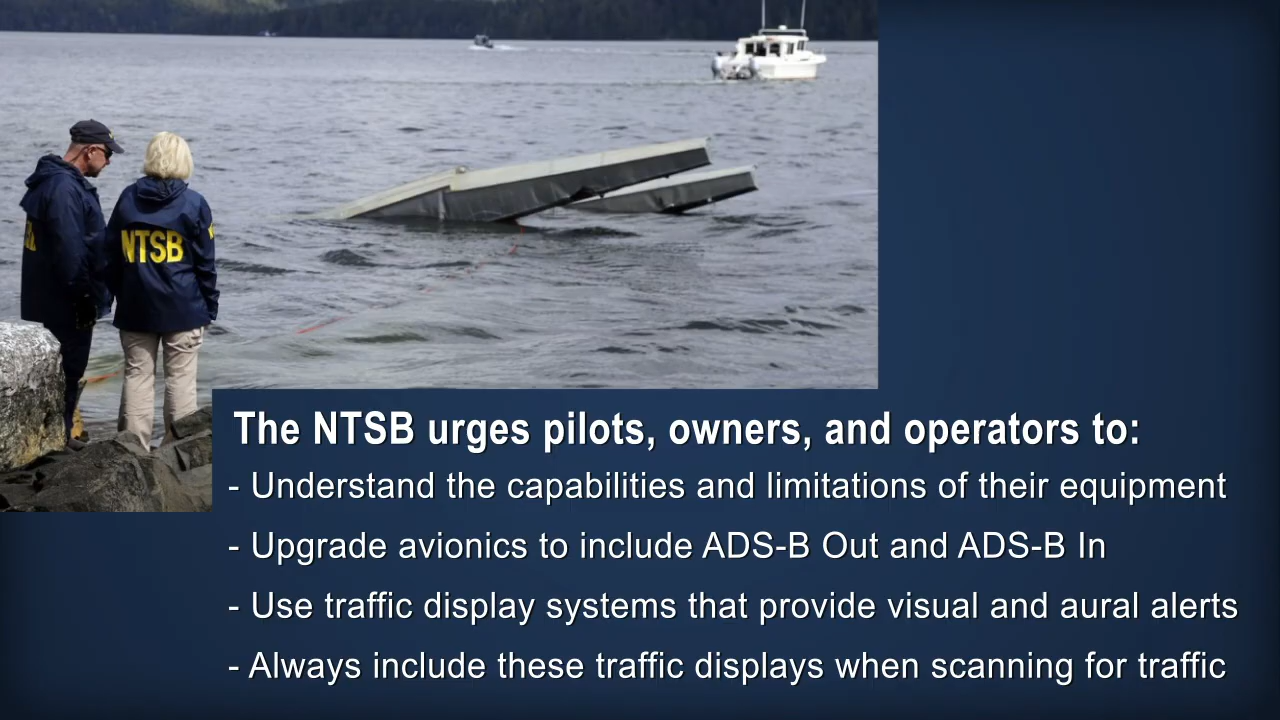 NTSB
The NTSB urges pilots, owners, and operators to:
- Understand the capabilities and limitations of their equipment
- Upgrade avionics to include ADS-B Out and ADS-B In
- Use traffic display systems that provide visual and aural alerts
- Always include these traffic displays when scanning for traffic